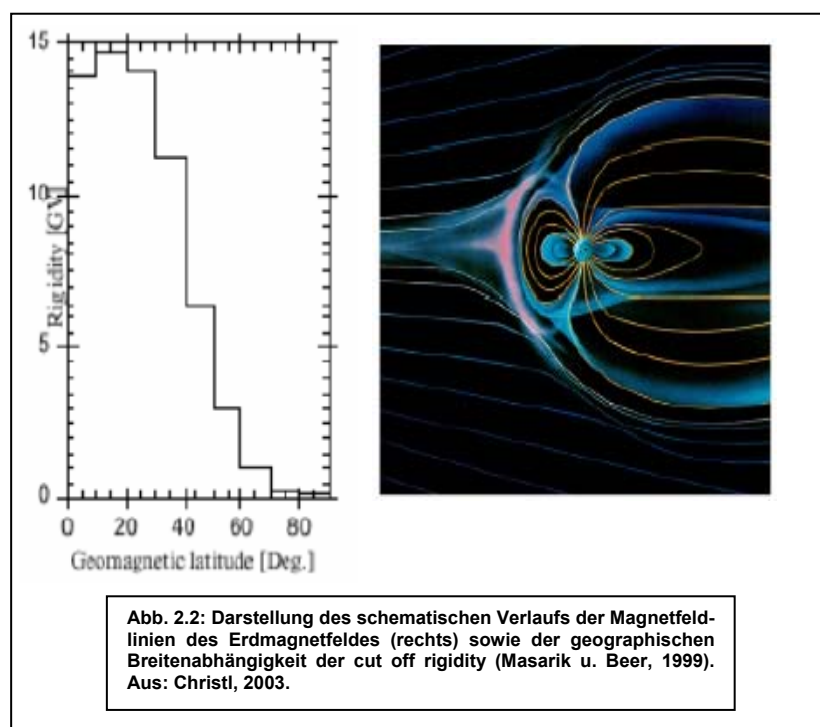 15
10
5
0
Rigidity [GV]
0 20 40 60 80
Geomagnetic latitude [Deg.]
Abb. 2.2: Darstellung des schematischen Verlaufs der Magnetfeld-
linien des Erdmagnetfeldes (rechts) sowie der geographischen
Breitenabhängigkeit der cut off rigidity (Masarik u. Beer, 1999).
Aus: Christl, 2003.